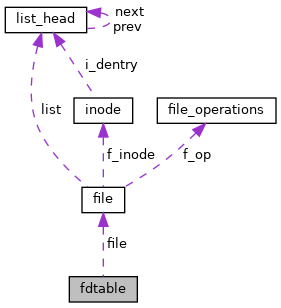 list_head
next
prev
i_dentry
list
inode
file_operations
f_inode
f_op
file
file
fdtable